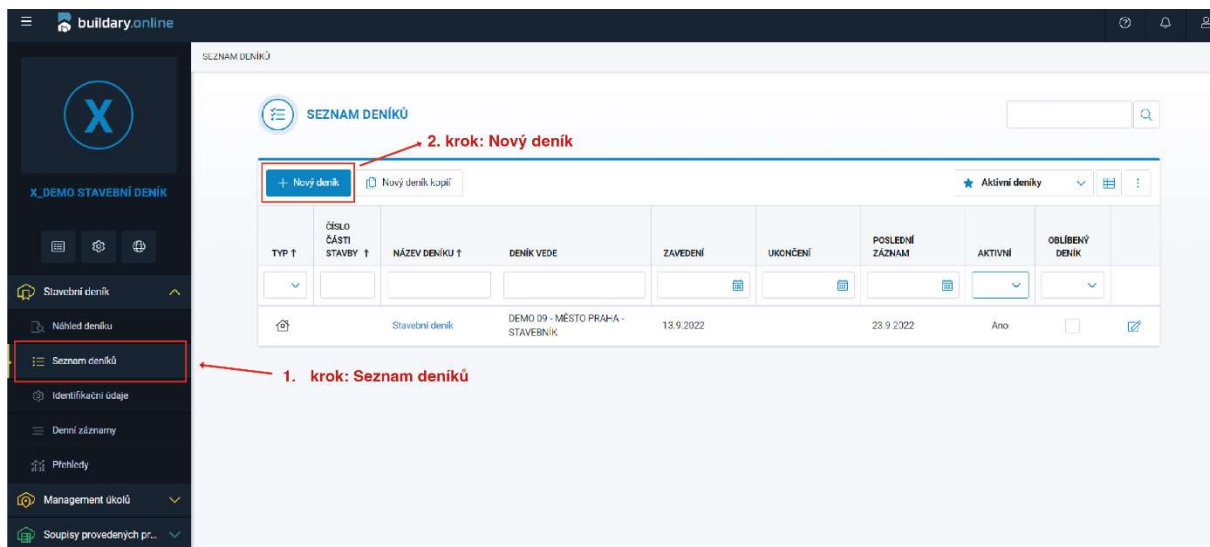 buildary.online
SEZNAM DENÍKŮ
X
SEZNAM DENÍKŮ
2. krok: Nový deník
X_DEMO STAVEBNÍ DENÍK
+ Nový deník
Nový deník kopií
Aktivní deníky
TYP ↑
ČÍSLO ČÁSTI STAVBY ↑
NÁZEV DENÍKU ↑
DENÍK VEDE
ZAVEDENÍ
UKONČENÍ
POSLEDNÍ ZÁZNAM
AKTIVNÍ
OBLÍBENÝ DENÍK
Stavební deník
DEMO 09 - MĚSTO PRAHA -
STAVEBNÍK
13.9.2022
23.9.2022
Ano
1. krok: Seznam deníků
Stavební deník
Náhled deníku
Seznam deníků
Identifikační údaje
Denní záznamy
Přehledy
Management úkolů
Soupisy provedených pr...